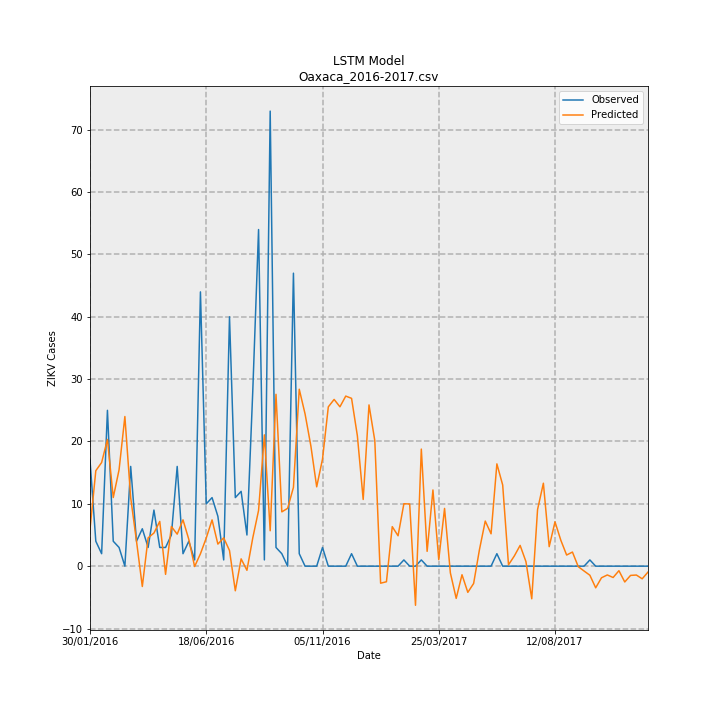 LSTM Model
Oaxaca_2016-2017.csv
Observed
Predicted
70
60
50
40
30
20
10
0
−10
ZIKV Cases
30/01/2016
18/06/2016
05/11/2016
25/03/2017
12/08/2017
Date